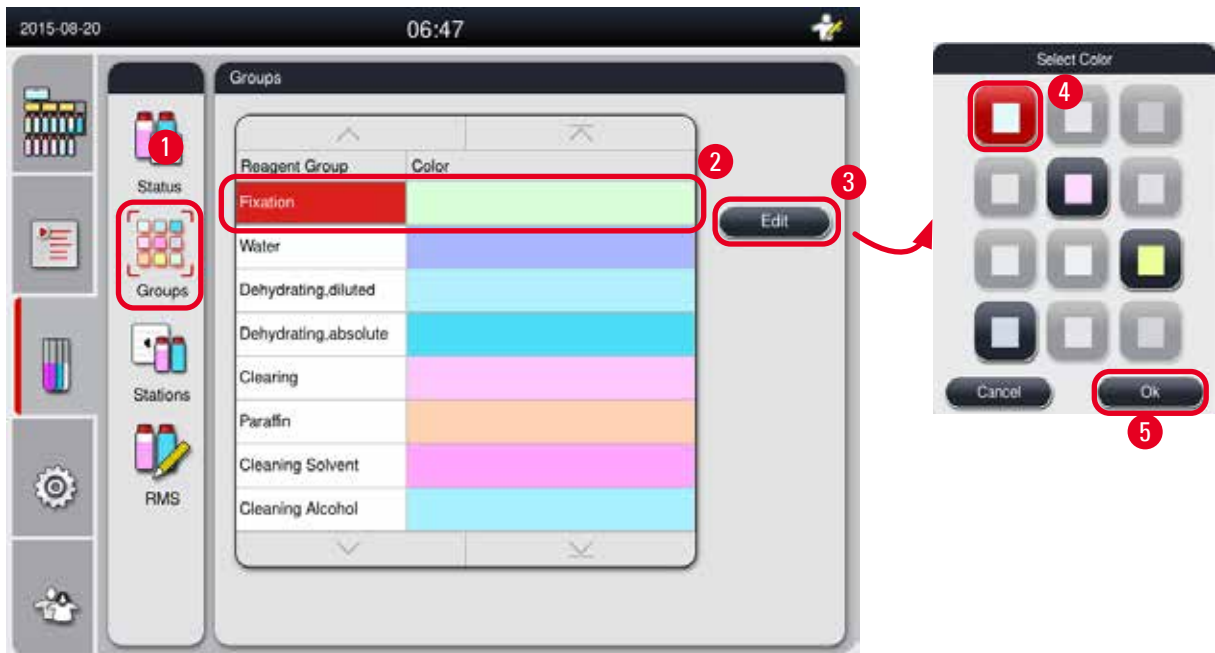 2015-08-20 06:47
1
Status
Groups
Stations
RMS
Groups
Reagent Group Color
2
Fixation
Water
Dehydrating,diluted
Dehydrating,absolute
Clearing
Paraffin
Cleaning Solvent
Cleaning Alcohol
3
Edit
Select Color
4
Cancel Ok
5